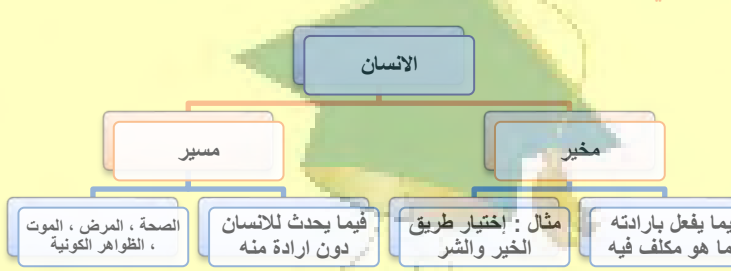 الانسان
مخير
مسير
يما يفعل بارادته
ما هو مكلف فيه
مثال : إختيار طريق
الخير والشر
فيما يحدث للانسان
دون ارادة منه
الصحة ، المرض ، الموت
، الظواهر الكونية